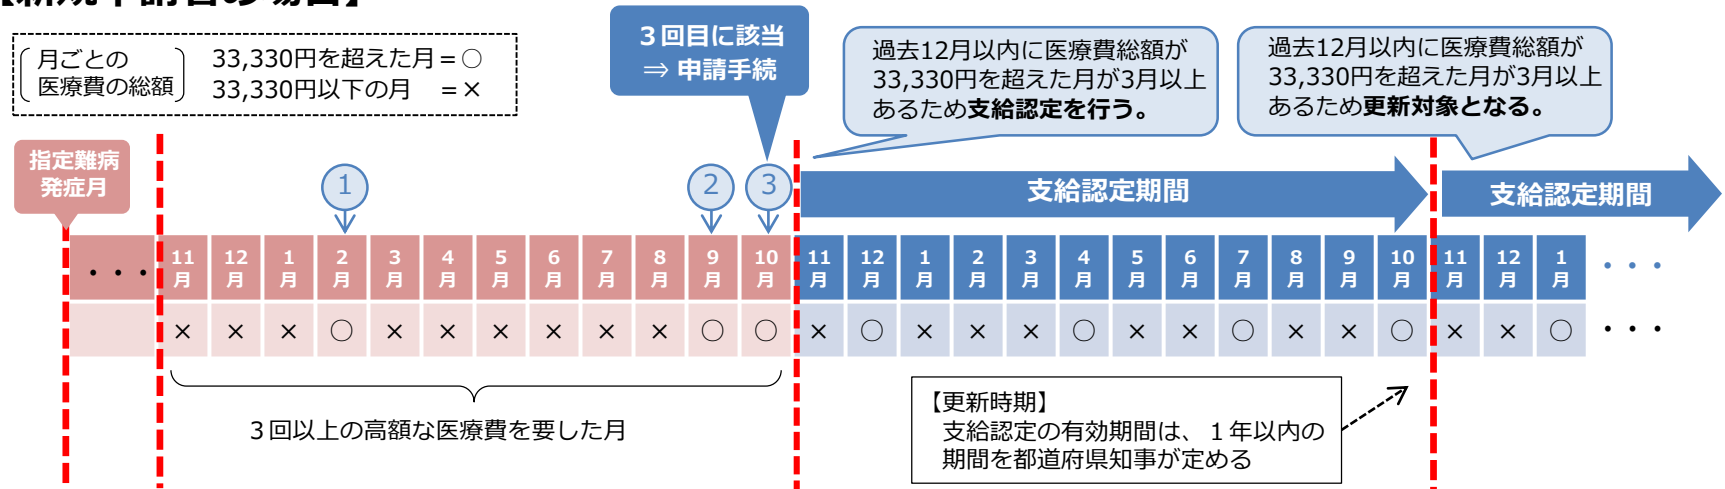 【新規申請者の場合】
月ごとの
医療費の総額
33,330円を超えた月＝○
33,330円以下の月　＝×
３回目に該当
⇒ 申請手続
過去12月以内に医療費総額が
33,330円を超えた月が3月以上
あるため支給認定を行う。
過去12月以内に医療費総額が
33,330円を超えた月が3月以上
あるため更新対象となる。
指定難病
発症月
1 2 3
支給認定期間 支給認定期間
・・・ 11月 12月 1月 2月 3月 4月 5月 6月 7月 8月 9月 10月 11月 12月 1月 2月 3月 4月 5月 6月 7月 8月 9月 10月 11月 12月 1月 ・・・
× × × ○ × × × × × × ○ ○ × ○ × × × ○ × × ○ × × ○ × × ○ ・・・
３回以上の高額な医療費を要した月
【更新時期】
支給認定の有効期間は、１年以内の
期間を都道府県知事が定める